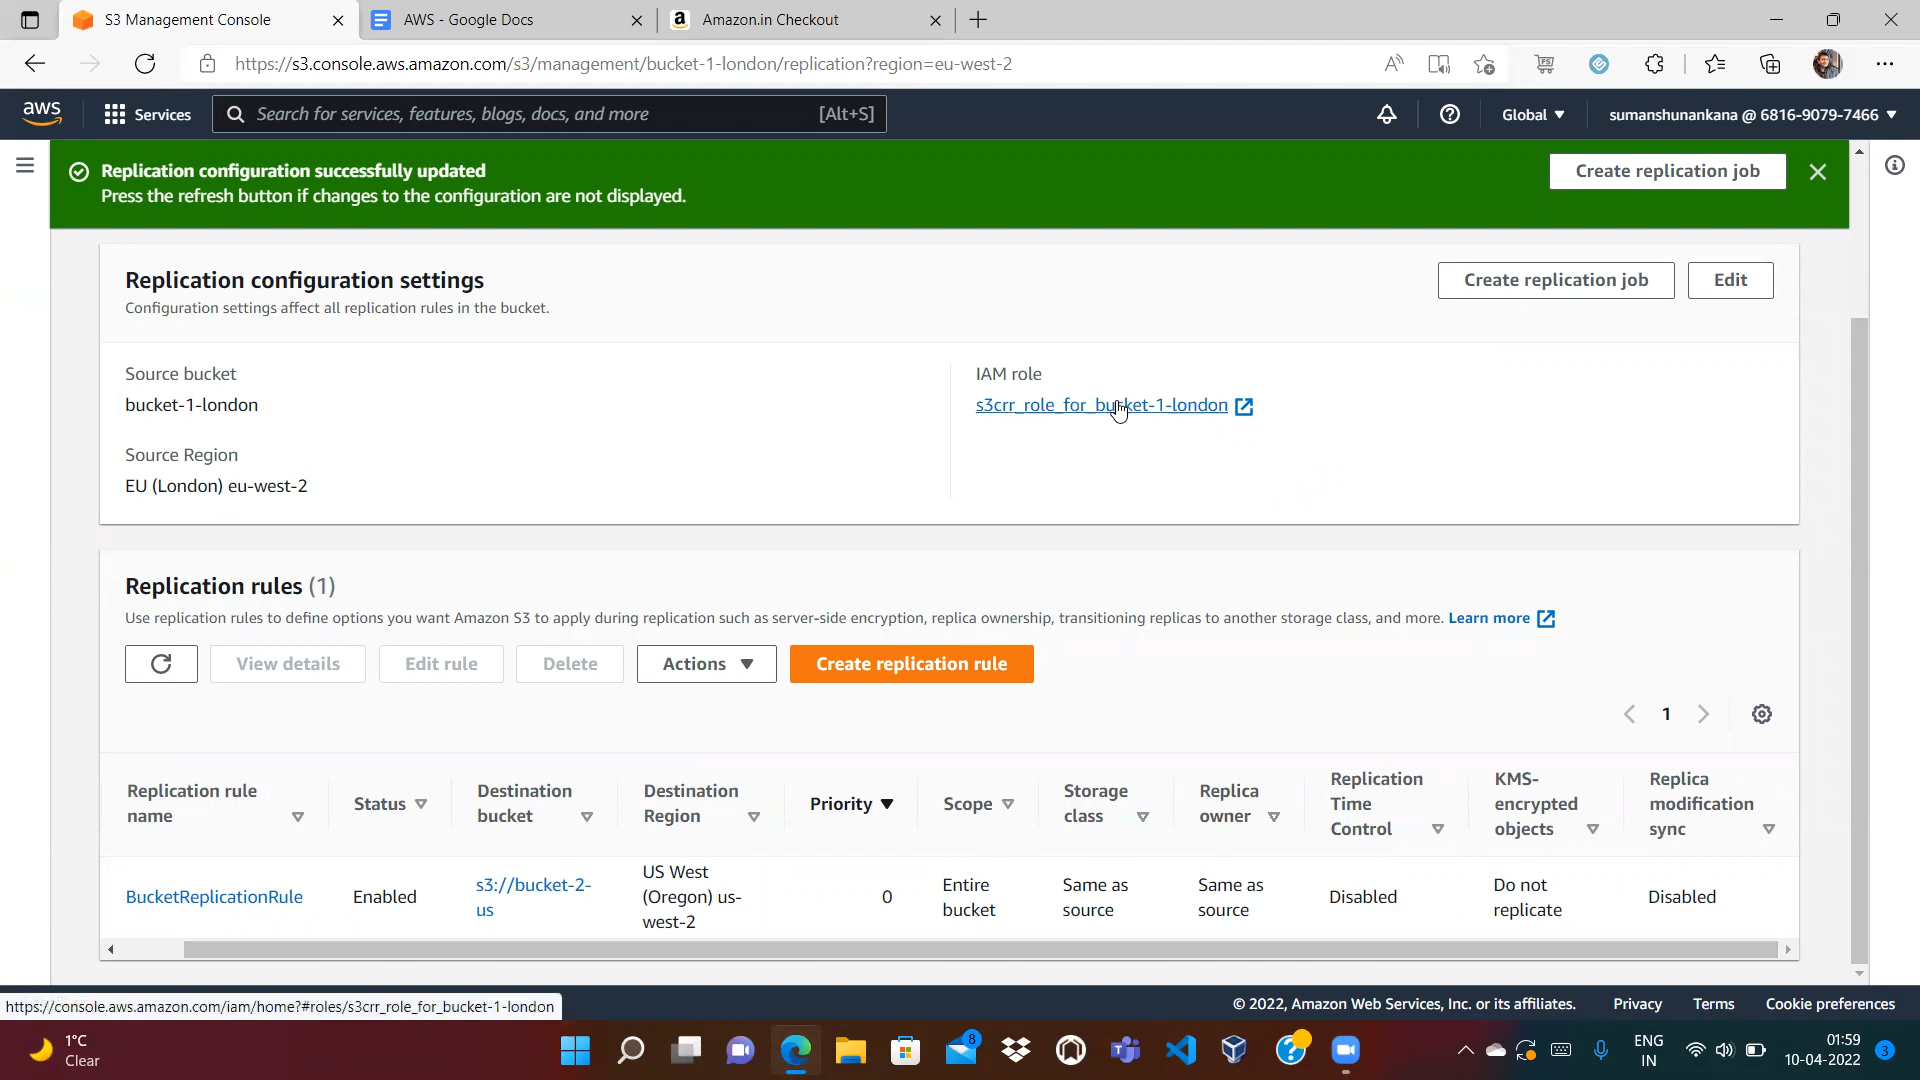 S3 Management Console
AWS - Google Docs
Amazon.in Checkout
https://s3.console.aws.amazon.com/s3/management/bucket-1-london/replication?region=eu-west-2
aws
Services
Search for services, features, blogs, docs, and more
[Alt+S]
Global
sumanshunankana @ 6816-9079-7466
Replication configuration successfully updated
Press the refresh button if changes to the configuration are not displayed.
Create replication job
Replication configuration settings
Configuration settings affect all replication rules in the bucket.
Create replication job
Edit
Source bucket
bucket-1-london
Source Region
EU (London) eu-west-2
IAM role
s3crr_role_for_bucket-1-london
Replication rules (1)
Use replication rules to define options you want Amazon S3 to apply during replication such as server-side encryption, replica ownership, transitioning replicas to another storage class, and more. Learn more
View details
Edit rule
Delete
Actions
Create replication rule
1
Replication rule
name
Status
Destination
bucket
Destination
Region
Priority
Scope
Storage
class
Replica
owner
Replication
Time
Control
KMS-
encrypted
objects
Replica
modification
sync
BucketReplicationRule
Enabled
s3://bucket-2-
us
US West
(Oregon) us-
west-2
0
Entire
bucket
Same as
source
Same as
source
Disabled
Do not
replicate
Disabled
https://console.aws.amazon.com/iam/home?#roles/s3crr_role_for_bucket-1-london
© 2022, Amazon Web Services, Inc. or its affiliates.
Privacy
Terms
Cookie preferences
1°C
Clear
8
ENG
IN
01:59
10-04-2022
3